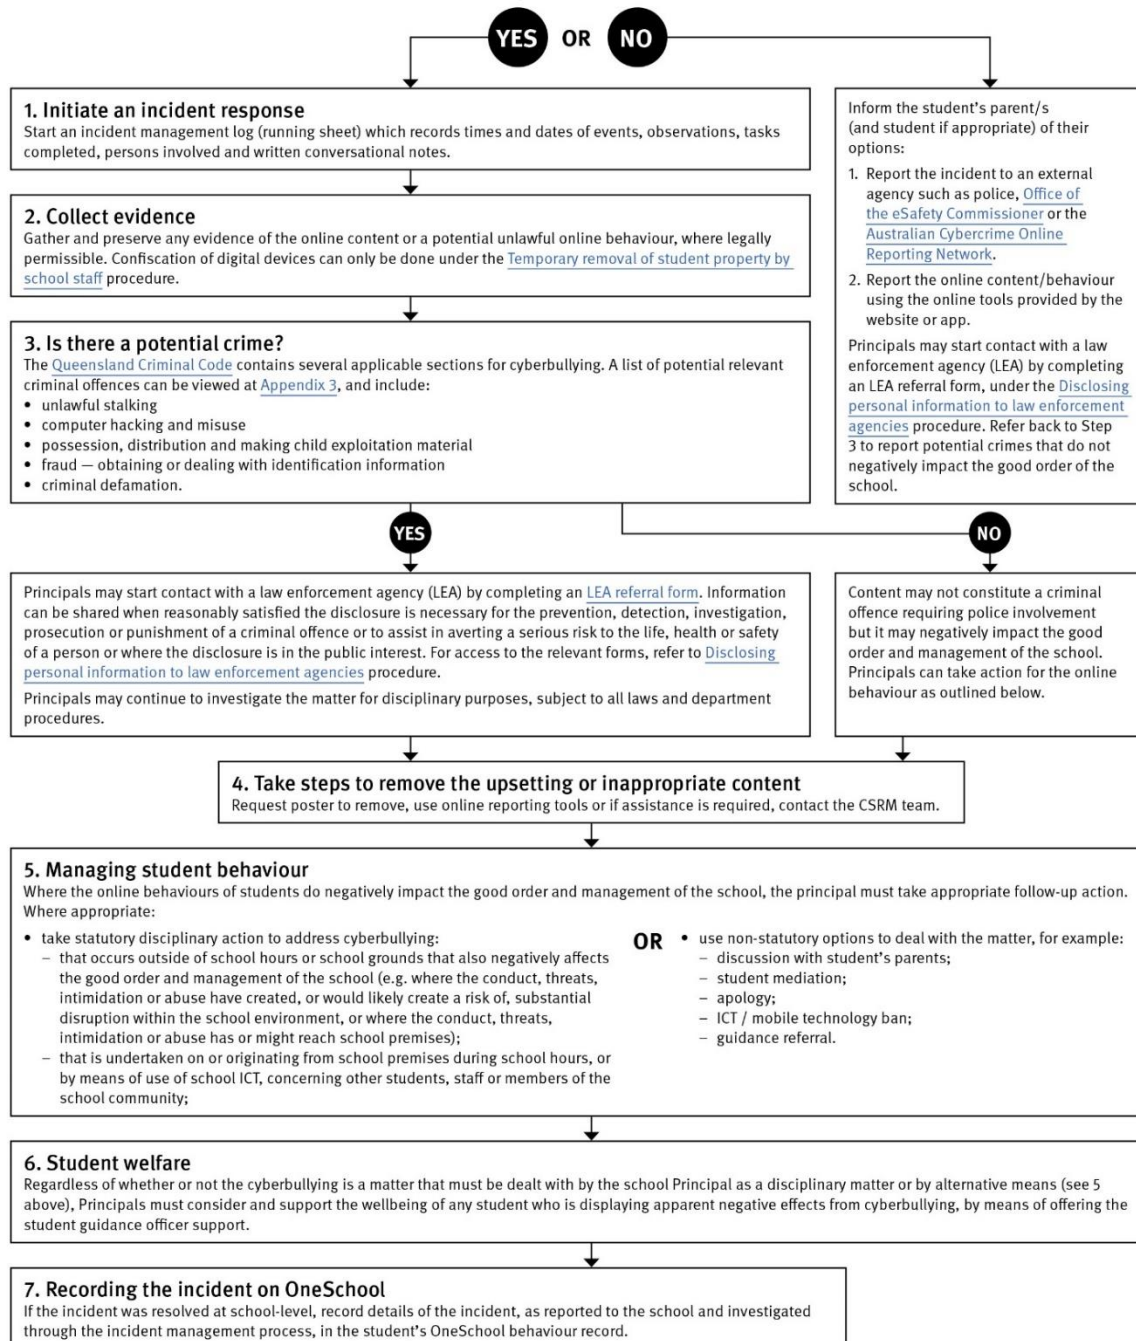 YES OR NO
1. Initiate an incident response
Start an incident management log (running sheet) which records times and dates of events, observations, tasks
completed, persons involved and written conversational notes.
2. Collect evidence
Gather and preserve any evidence of the online content or a potential unlawful online behaviour, where legally
permissible. Confiscation of digital devices can only be done under the Temporary removal of student property by
school staff procedure.
3. Is there a potential crime?
The Queensland Criminal Code contains several applicable sections for cyberbullying. A list of potential relevant
criminal offences can be viewed at Appendix 3, and include:
• unlawful stalking
• computer hacking and misuse
• possession, distribution and making child exploitation material
• fraud — obtaining or dealing with identification information
• criminal defamation.
Inform the student's parent/s
(and student if appropriate) of their
options:
1. Report the incident to an external
agency such as police, Office of
the eSafety Commissioner or the
Australian Cybercrime Online
Reporting Network.
2. Report the online content/behaviour
using the online tools provided by the
website or app.
Principals may start contact with a law
enforcement agency (LEA) by completing
an LEA referral form, under the Disclosing
personal information to law enforcement
agencies procedure. Refer back to Step
3 to report potential crimes that do not
negatively impact the good order of the
school.
YES
NO
Principals may start contact with a law enforcement agency (LEA) by completing an LEA referral form. Information
can be shared when reasonably satisfied the disclosure is necessary for the prevention, detection, investigation,
prosecution or punishment of a criminal offence or to assist in averting a serious risk to the life, health or safety
of a person or where the disclosure is in the public interest. For access to the relevant forms, refer to Disclosing
personal information to law enforcement agencies procedure.
Principals may continue to investigate the matter for disciplinary purposes, subject to all laws and department
procedures.
Content may not constitute a criminal
offence requiring police involvement
but it may negatively impact the good
order and management of the school.
Principals can take action for the online
behaviour as outlined below.
4. Take steps to remove the upsetting or inappropriate content
Request poster to remove, use online reporting tools or if assistance is required, contact the CSRM team.
5. Managing student behaviour
Where the online behaviours of students do negatively impact the good order and management of the school, the principal must take appropriate follow-up action.
Where appropriate:
• take statutory disciplinary action to address cyberbullying:
– that occurs outside of school hours or school grounds that also negatively affects
the good order and management of the school (e.g. where the conduct, threats,
intimidation or abuse have created, or would likely create a risk of, substantial
disruption within the school environment, or where the conduct, threats,
intimidation or abuse has or might reach school premises);
– that is undertaken on or originating from school premises during school hours, or
by means of use of school ICT, concerning other students, staff or members of the
school community;
OR
• use non-statutory options to deal with the matter, for example:
– discussion with student's parents;
– student mediation;
– apology;
– ICT / mobile technology ban;
– guidance referral.
6. Student welfare
Regardless of whether or not the cyberbullying is a matter that must be dealt with by the school Principal as a disciplinary matter or by alternative means (see 5
above), Principals must consider and support the wellbeing of any student who is displaying apparent negative effects from cyberbullying, by means of offering the
student guidance officer support.
7. Recording the incident on OneSchool
If the incident was resolved at school-level, record details of the incident, as reported to the school and investigated
through the incident management process, in the student's OneSchool behaviour record.